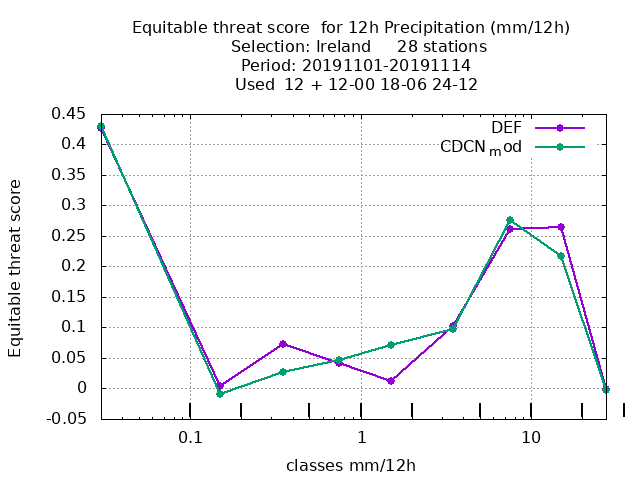 Equitable threat score  for 12h Precipitation (mm/12h)
Selection: Ireland     28 stations
Period: 20191101-20191114
Used  12 + 12-00 18-06 24-12
DEF
CDCN_mod
Equitable threat score
0.45
0.4
0.35
0.3
0.25
0.2
0.15
0.1
0.05
0
-0.05
0.1 1 10
classes mm/12h